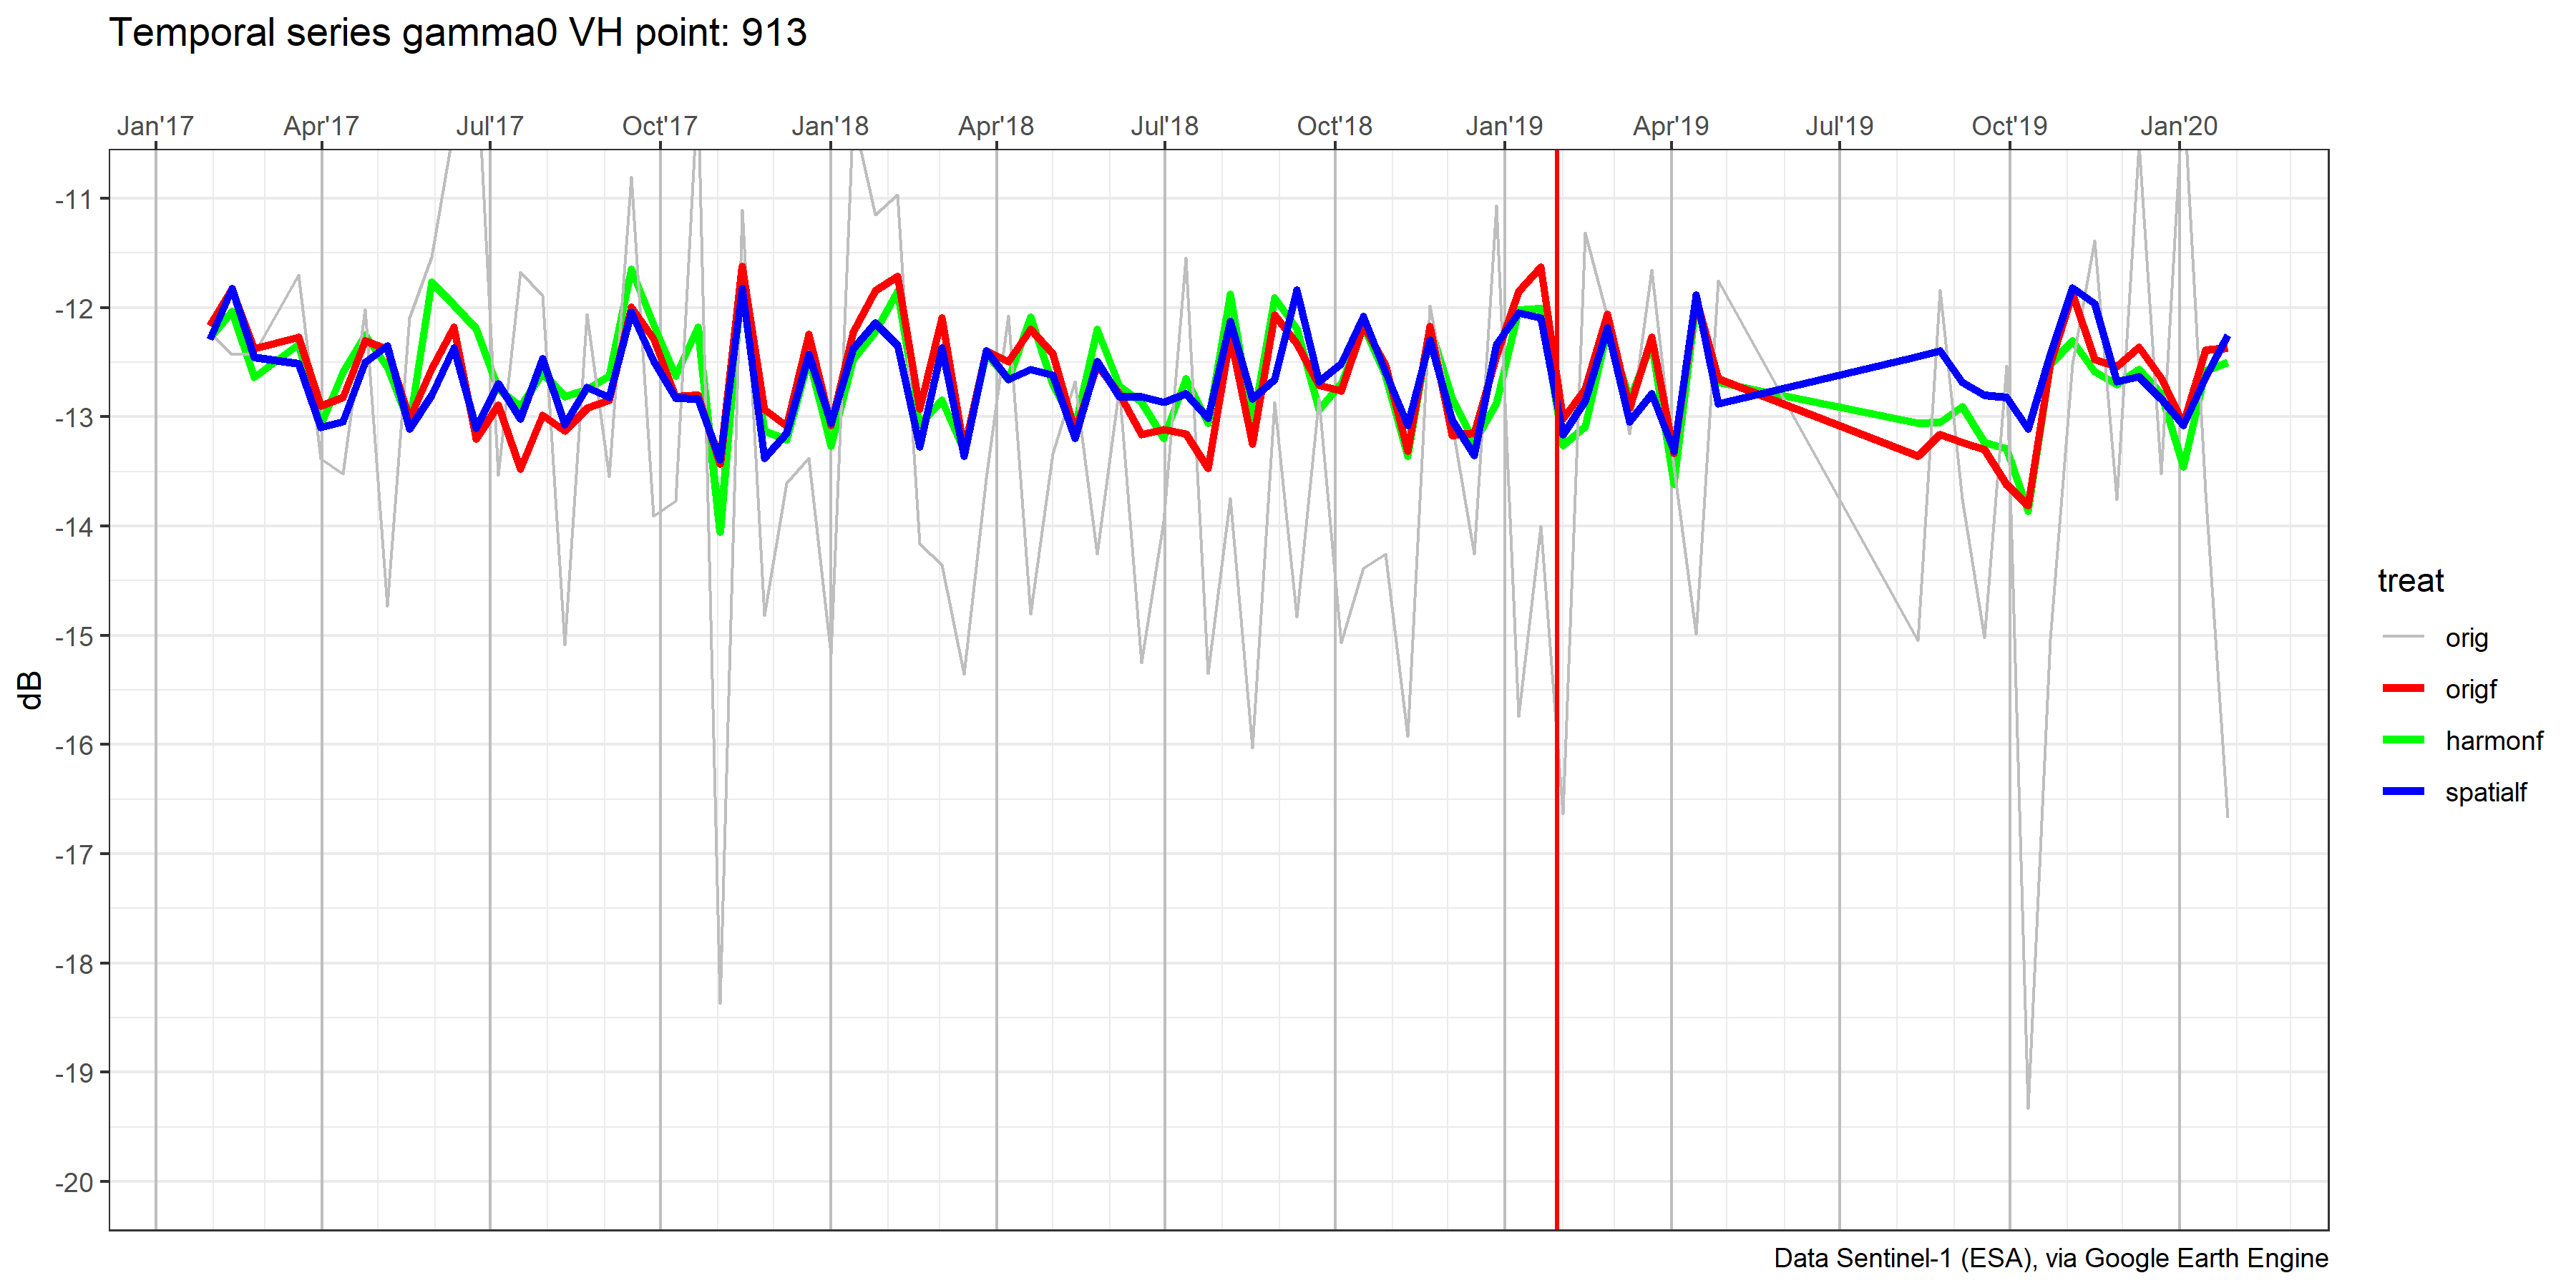 Temporal series gamma0 VH point: 913
Jan'17 Apr'17 Jul'17 Oct'17 Jan'18 Apr'18 Jul'18 Oct'18 Jan'19 Apr'19 Jul'19 Oct'19 Jan'20
-11
-12
-13
-14
-15
-16
-17
-18
-19
-20
dB
treat
orig
origf
harmonf
spatialf
Data Sentinel-1 (ESA), via Google Earth Engine